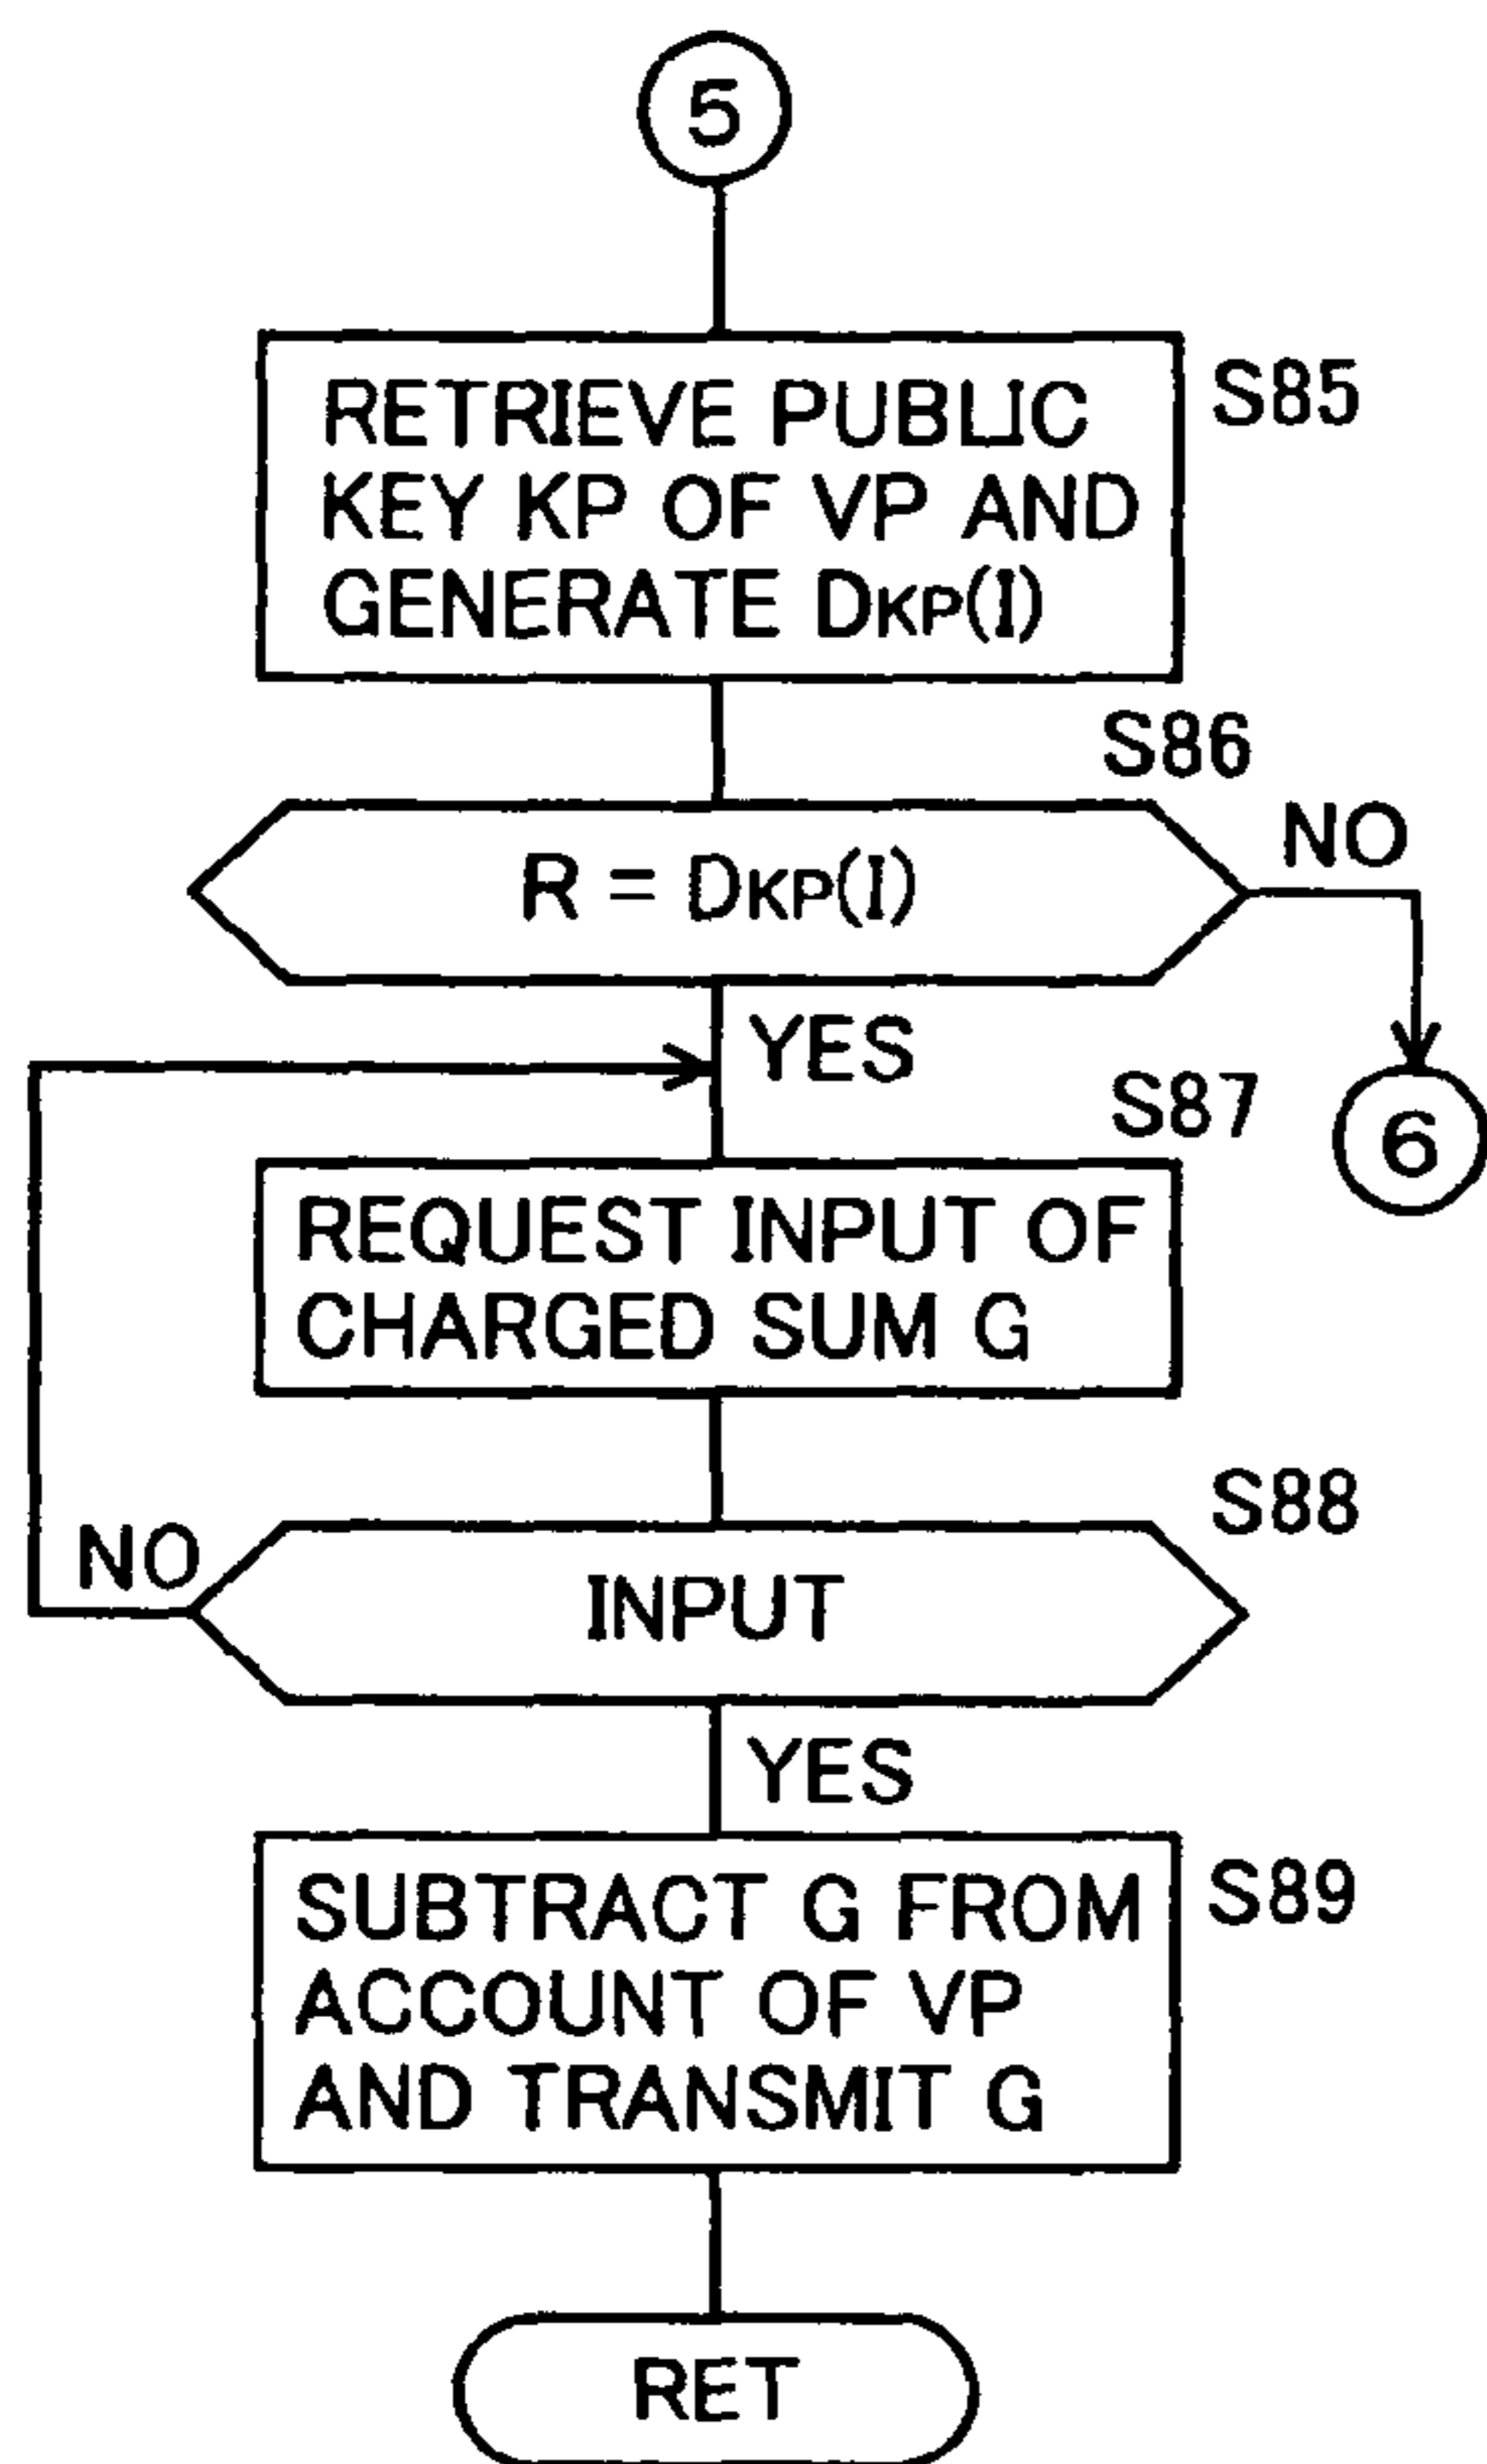 5
RETRIEVE PUBLIC
KEY KP OF VP AND
GENERATE DKP(I)
S85
S86
R = DKP(I)
NO
YES
6
S87
REQUEST INPUT OF
CHARGED SUM G
S88
NO
INPUT
YES
SUBTRACT G FROM
ACCOUNT OF VP
AND TRANSMIT G
S89
RET